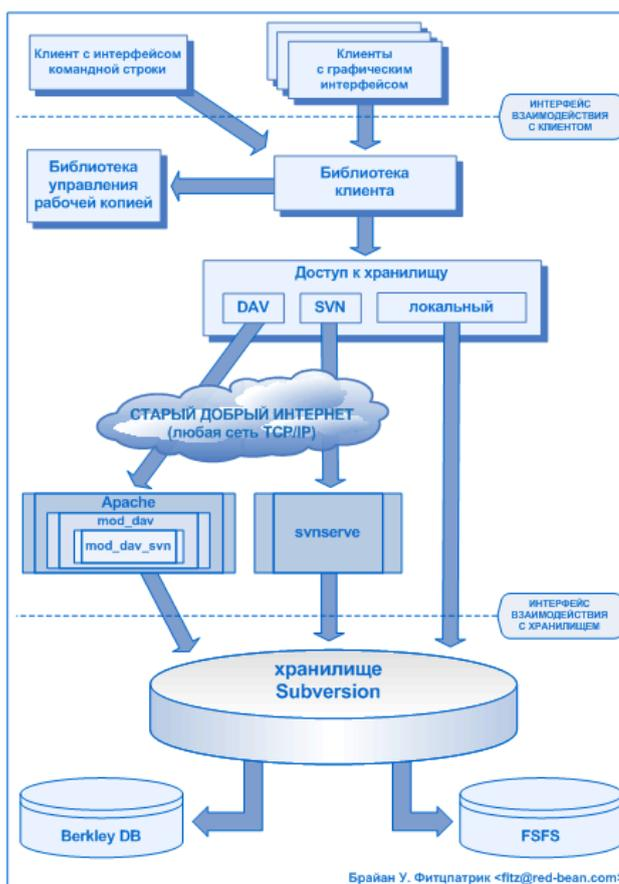 Клиент с интерфейсом
командной строки
Клиенты
с графическим
интерфейсом
ИНТЕРФЕЙС
ВЗАИМОДЕЙСТВИЯ
С КЛИЕНТОМ
Библиотека
управления
рабочей копией
Библиотека
клиента
Доступ к хранилищу
DAV
SVN
локальный
СТАРЫЙ ДОБРЫЙ ИНТЕРНЕТ
(любая сеть TCP/IP)
Apache
mod_dav
mod_dav_svn
svnserve
ИНТЕРФЕЙС
ВЗАИМОДЕЙСТВИЯ
С ХРАНИЛИЩЕМ
хранилище
Subversion
Berkley DB
FSFS
Брайан У. Фитцпатрик <fitz@red-bean.com>